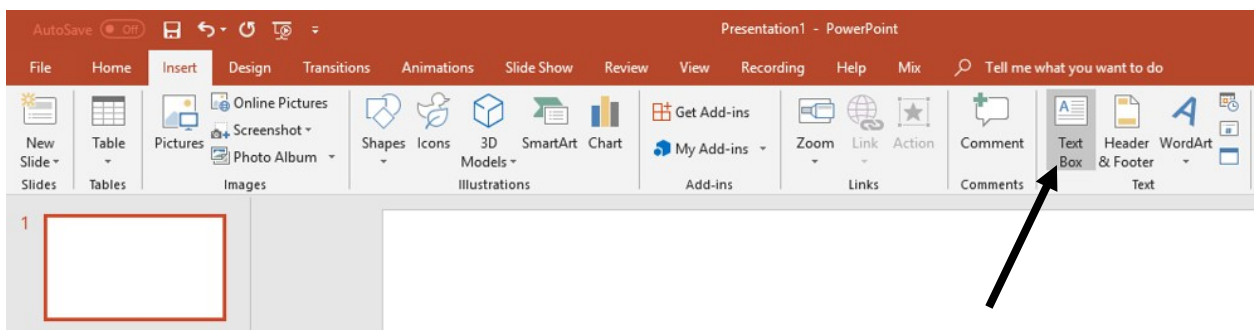 AutoSave Off Presentation1 - PowerPoint
File Home Insert Design Transitions Animations Slide Show Review View Recording Help Mix Tell me what you want to do
New Slide
Table
Pictures
Online Pictures
Screenshot
Photo Album
Shapes
Icons
3D Models
SmartArt
Chart
Get Add-ins
My Add-ins
Zoom
Link
Action
Comment
Text Box
Header & Footer
WordArt
Slides Tables Images Illustrations Add-ins Links Comments Text
1